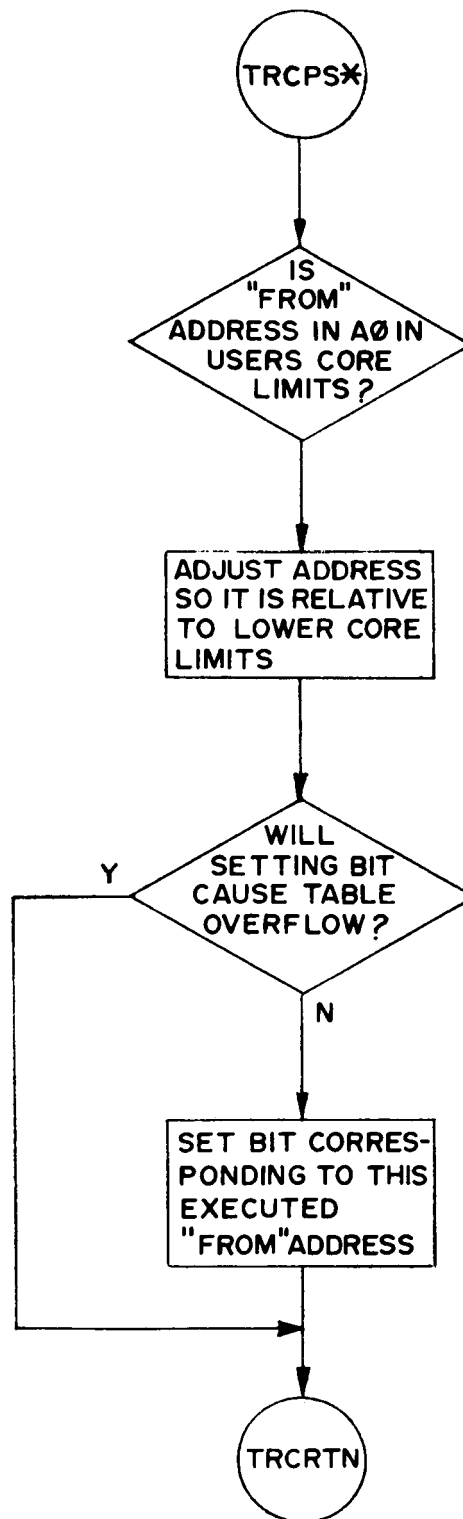 TRCPS*
IS
"FROM"
ADDRESS IN AØ IN
USERS CORE
LIMITS?
ADJUST ADDRESS
SO IT IS RELATIVE
TO LOWER CORE
LIMITS
Y
WILL
SETTING BIT
CAUSE TABLE
OVERFLOW?
N
SET BIT CORRES-
PONDING TO THIS
EXECUTED
"FROM" ADDRESS
TRCRTN